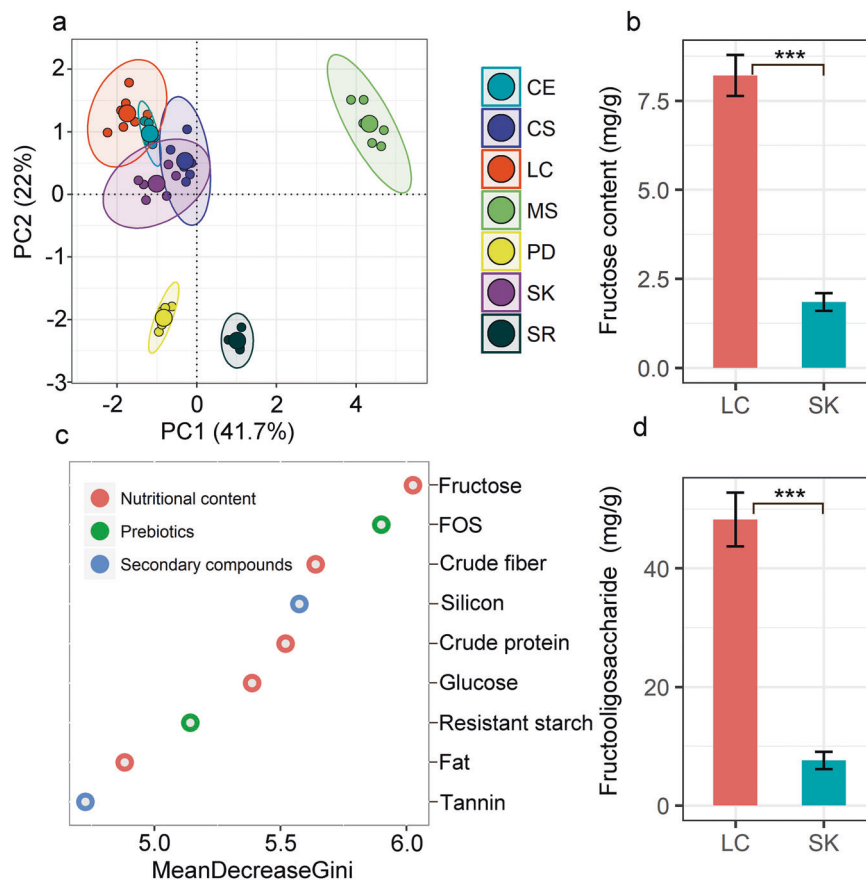 a
2
1
0
-1
-2
-3
PC2 (22%)
-2
0
2
4
PC1 (41.7%)
CE
CS
LC
MS
PD
SK
SR
b
***
7.5
5.0
2.5
0.0
Fructose content (mg/g)
LC
SK
c
Nutritional content
Prebiotics
Secondary compounds
Fructose
FOS
Crude fiber
Silicon
Crude protein
Glucose
Resistant starch
Fat
Tannin
5.0
5.5
6.0
MeanDecreaseGini
d
***
40
20
0
Fructooligosaccharide (mg/g)
LC
SK